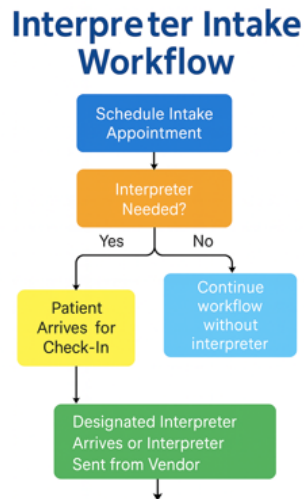 Interpreter Intake
Workflow
Schedule Intake
Appointment
Interpreter
Needed?
Yes
No
Patient
Arrives for
Check-In
Continue
workflow
without
interpreter
Designated Interpreter
Arrives or Interpreter
Sent from Vendor